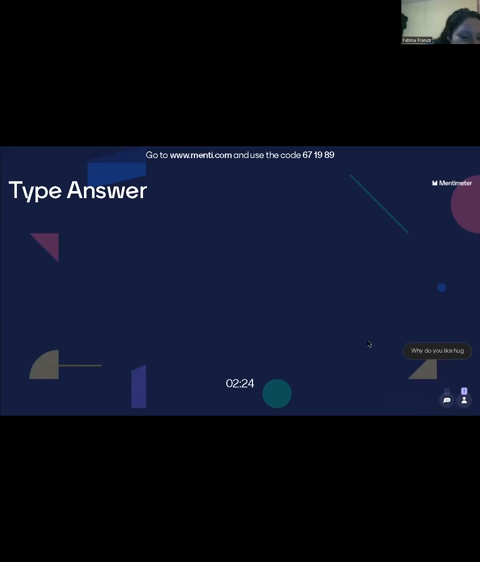 Fatima Franco
Go to www.menti.com and use the code 67 19 89
Type Answer
Mentimeter
Why do you like hug
02:24
1